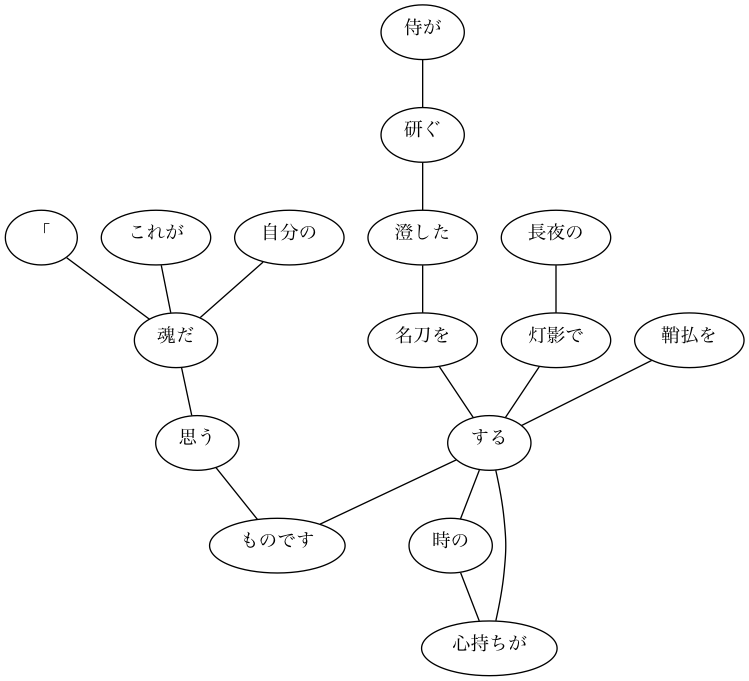 侍が
研ぐ
「
これが
自分の
澄した
長夜の
魂だ
名刀を
灯影で
鞘払を
思う
する
ものです
時の
心持ちが